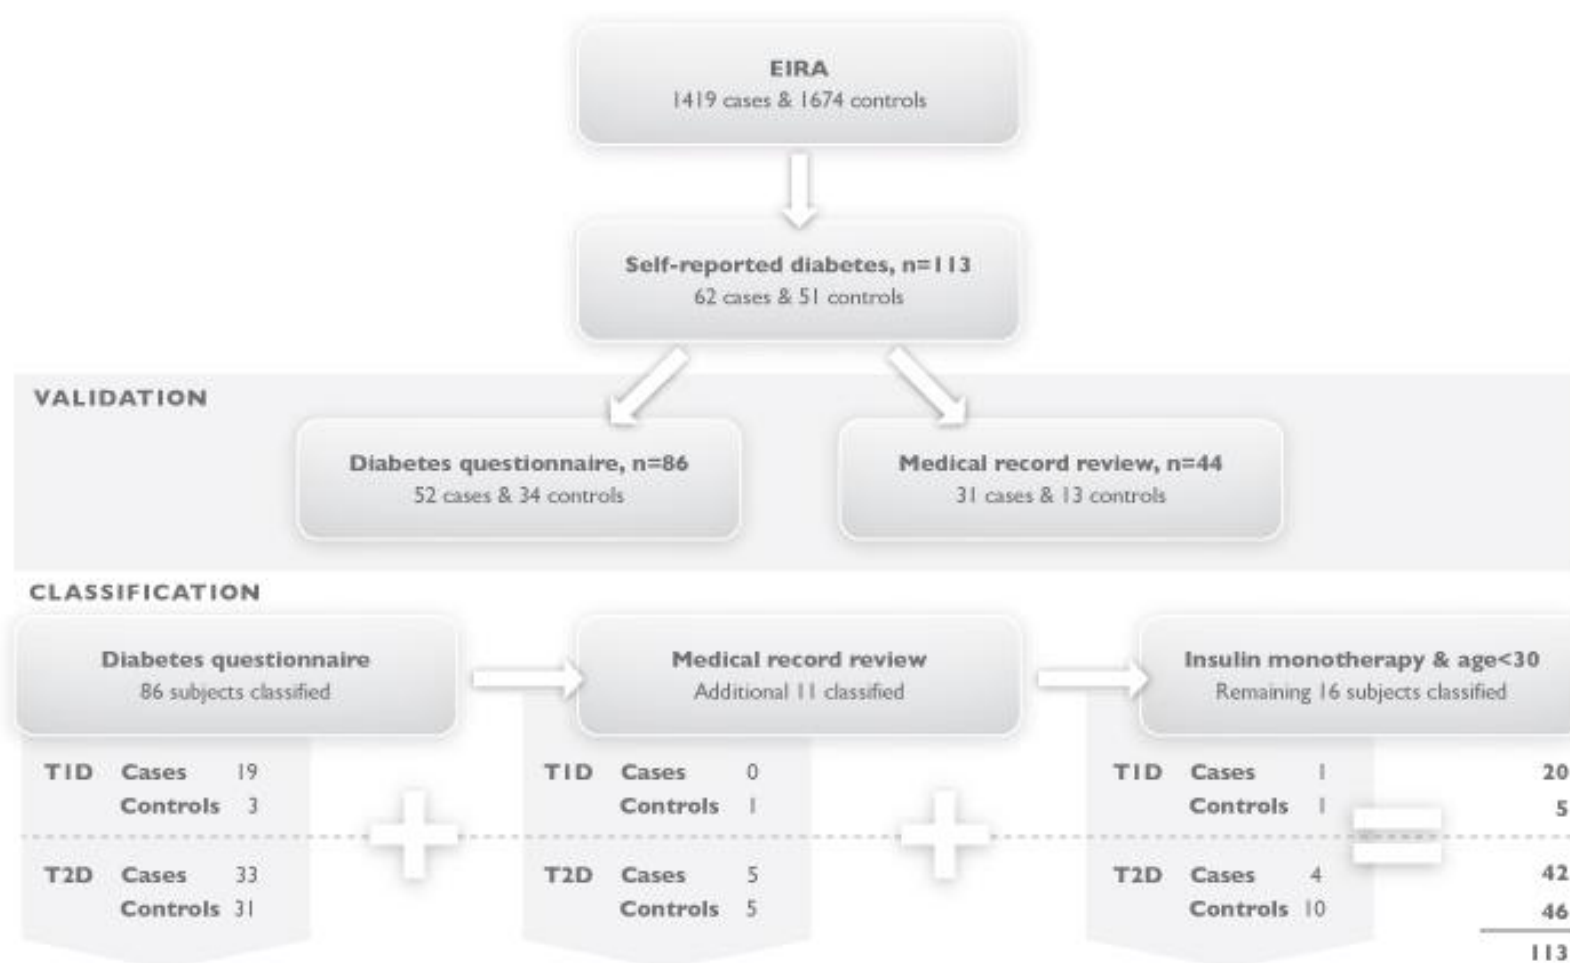 EIRA
1419 cases & 1674 controls
Self-reported diabetes, n=113
62 cases & 51 controls
VALIDATION
Diabetes questionnaire, n=86
52 cases & 34 controls
Medical record review, n=44
31 cases & 13 controls
CLASSIFICATION
Diabetes questionnaire
86 subjects classified
Medical record review
Additional 11 classified
Insulin monotherapy & age<30
Remaining 16 subjects classified
T1D Cases 19 T1D Cases 0 T1D Cases 1 20
Controls 3 Controls 1 Controls 1 5
T2D Cases 33 T2D Cases 5 T2D Cases 4 42
Controls 31 Controls 5 Controls 10 46
113